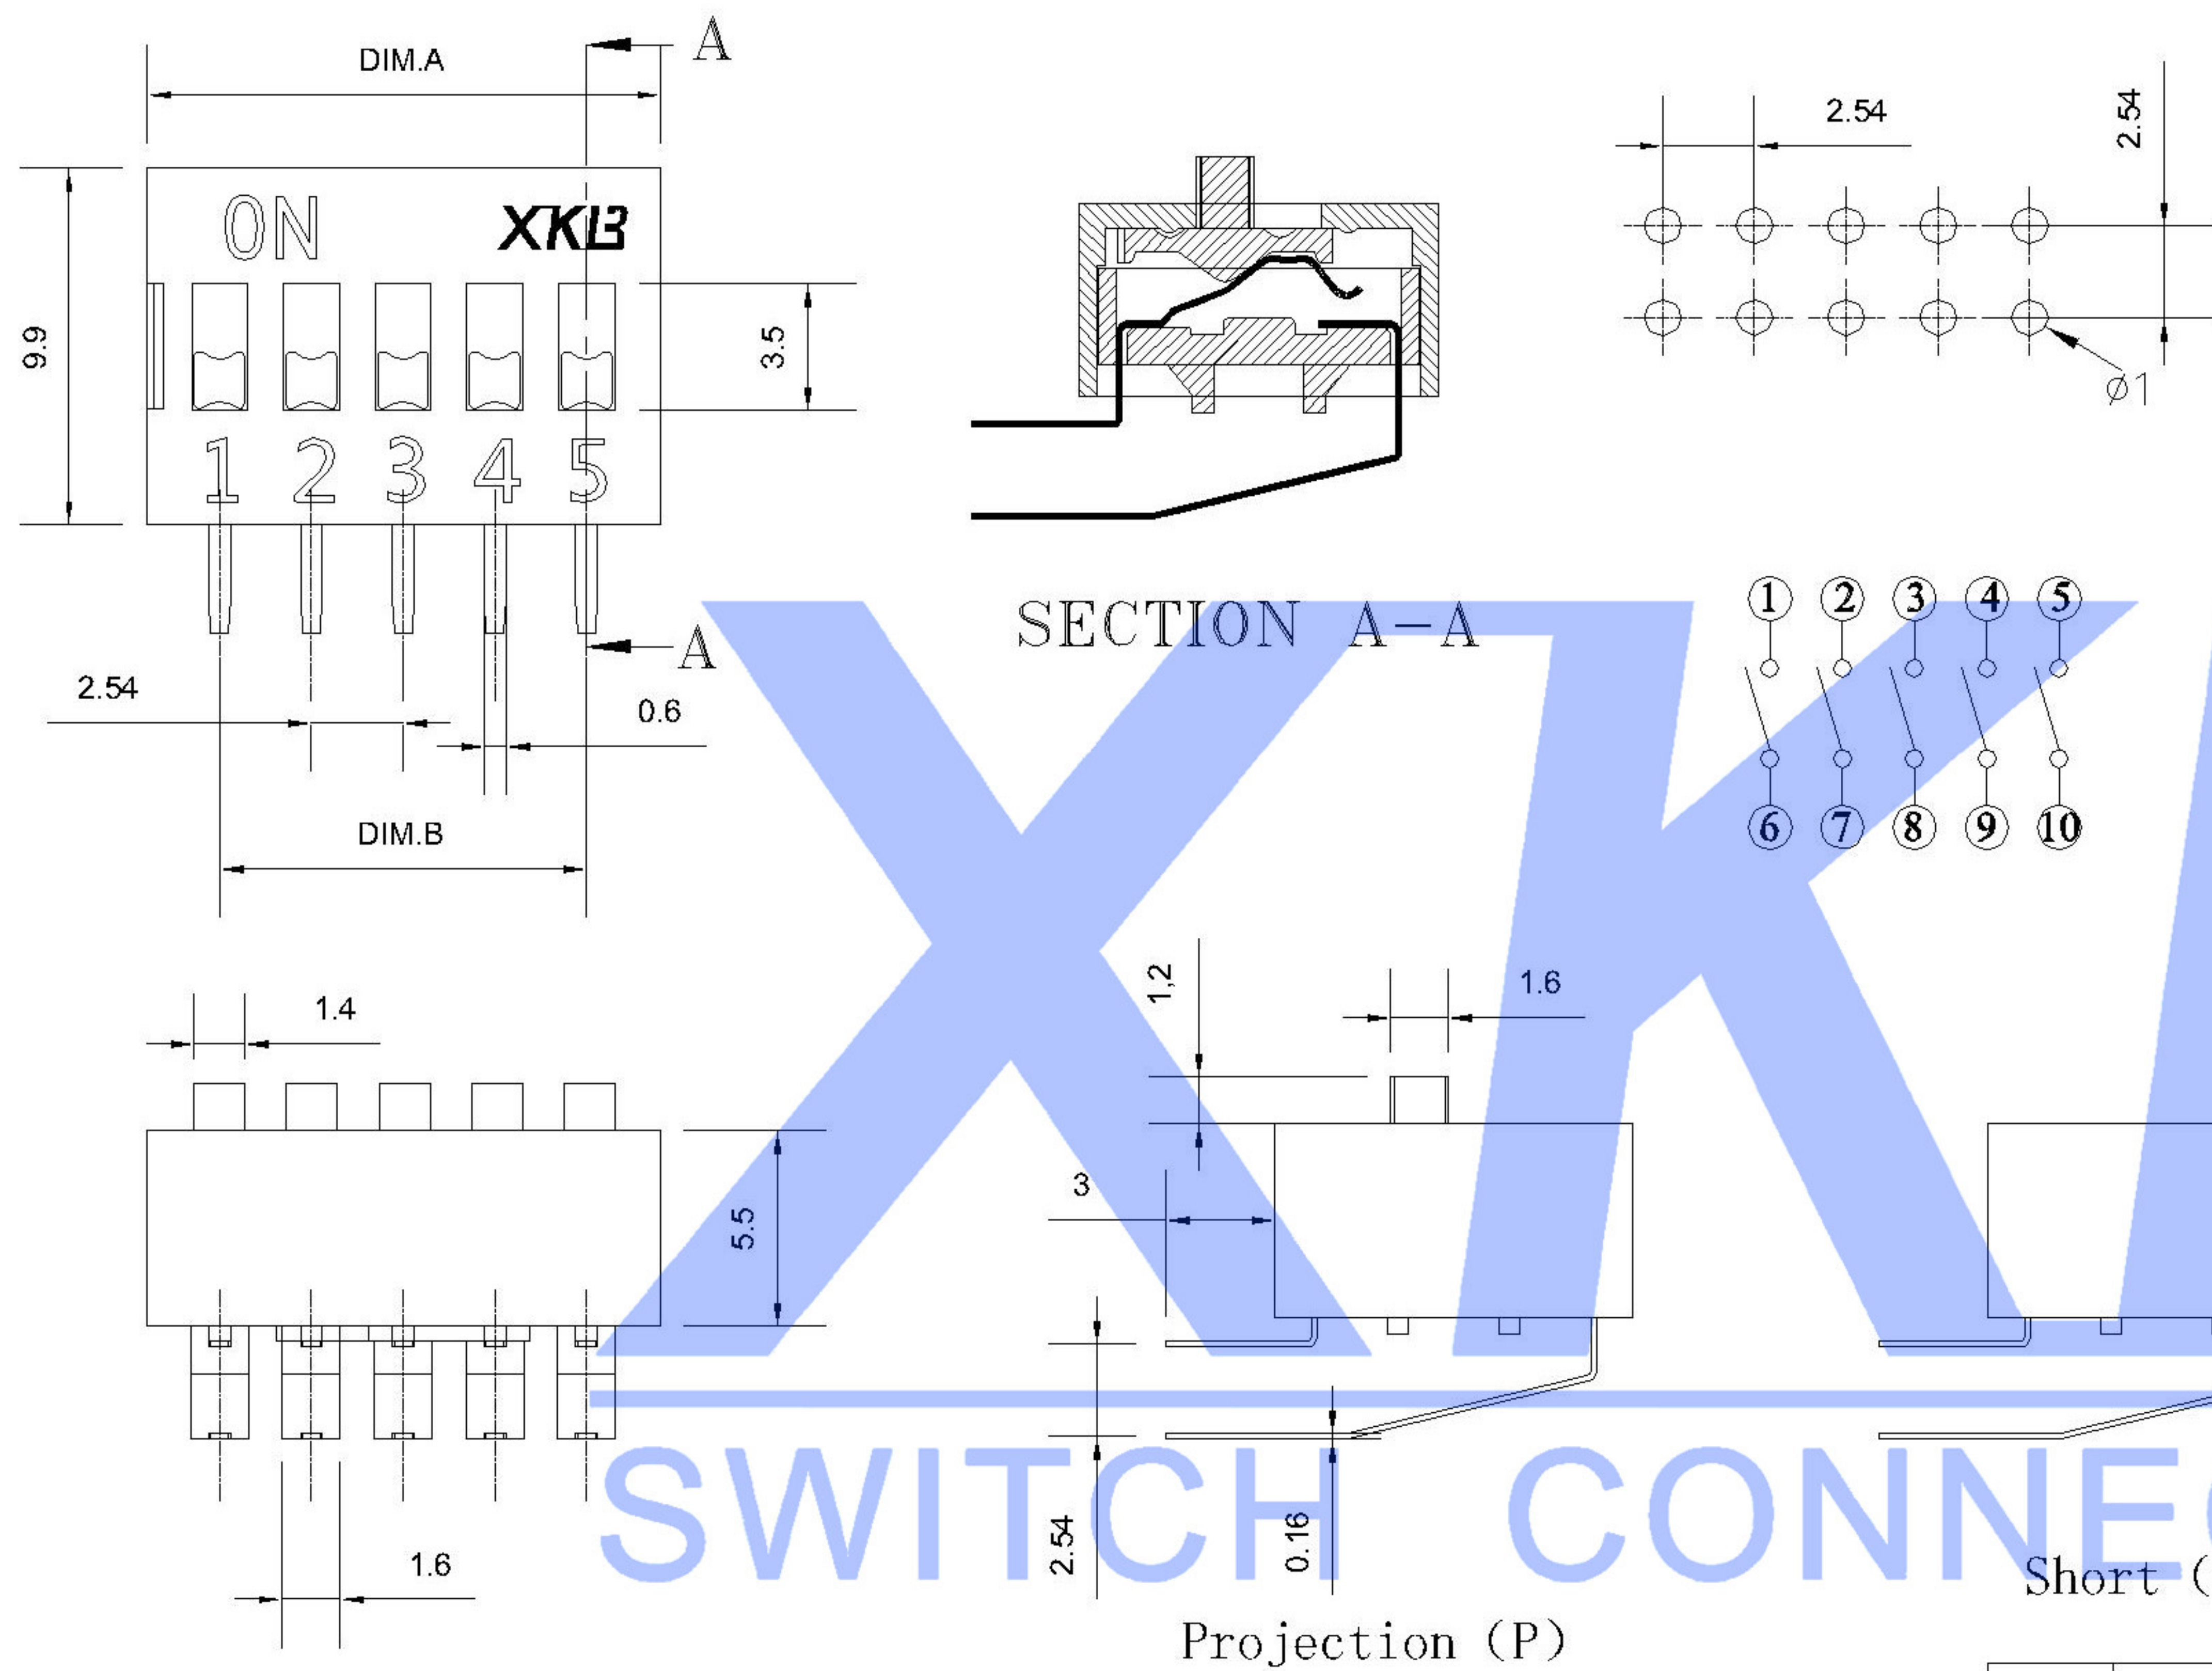 DIM.A
A
ON
XKB
9.9
3.5
1 2 3 4 5
2.54
A
0.6
DIM.B
SECTION A-A
2.54
2.54
ø1
1 2 3 4 5
6 7 8 9 10
1.4
5.5
1.6
1,2
1.6
3
2.54
0.16
Projection (P)
Short (
XK
SWITCH CONNEC